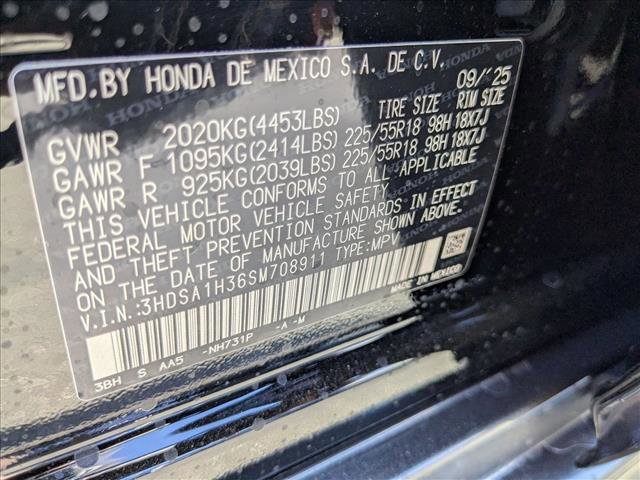 MFD.BY HONDA DE MEXICO S.A. DE C.V. 09/'25
TIRE SIZE RIM SIZE
GVWR 2020KG(4453LBS)
GAWR F 1095KG(2414LBS) 225/55R18 98H 18X7J
GAWR R 925KG(2039LBS) 225/55R18 98H 18X7J
THIS VEHICLE CONFORMS TO ALL APPLICABLE
FEDERAL MOTOR VEHICLE SAFETY
AND THEFT PREVENTION STANDARDS IN EFFECT
ON THE DATE OF MANUFACTURE SHOWN ABOVE.
V.I.N.:3HDSA1H36SM708911 TYPE:MPV
MADE IN MEXICO
3BH S AA5 -NH731P -A-M